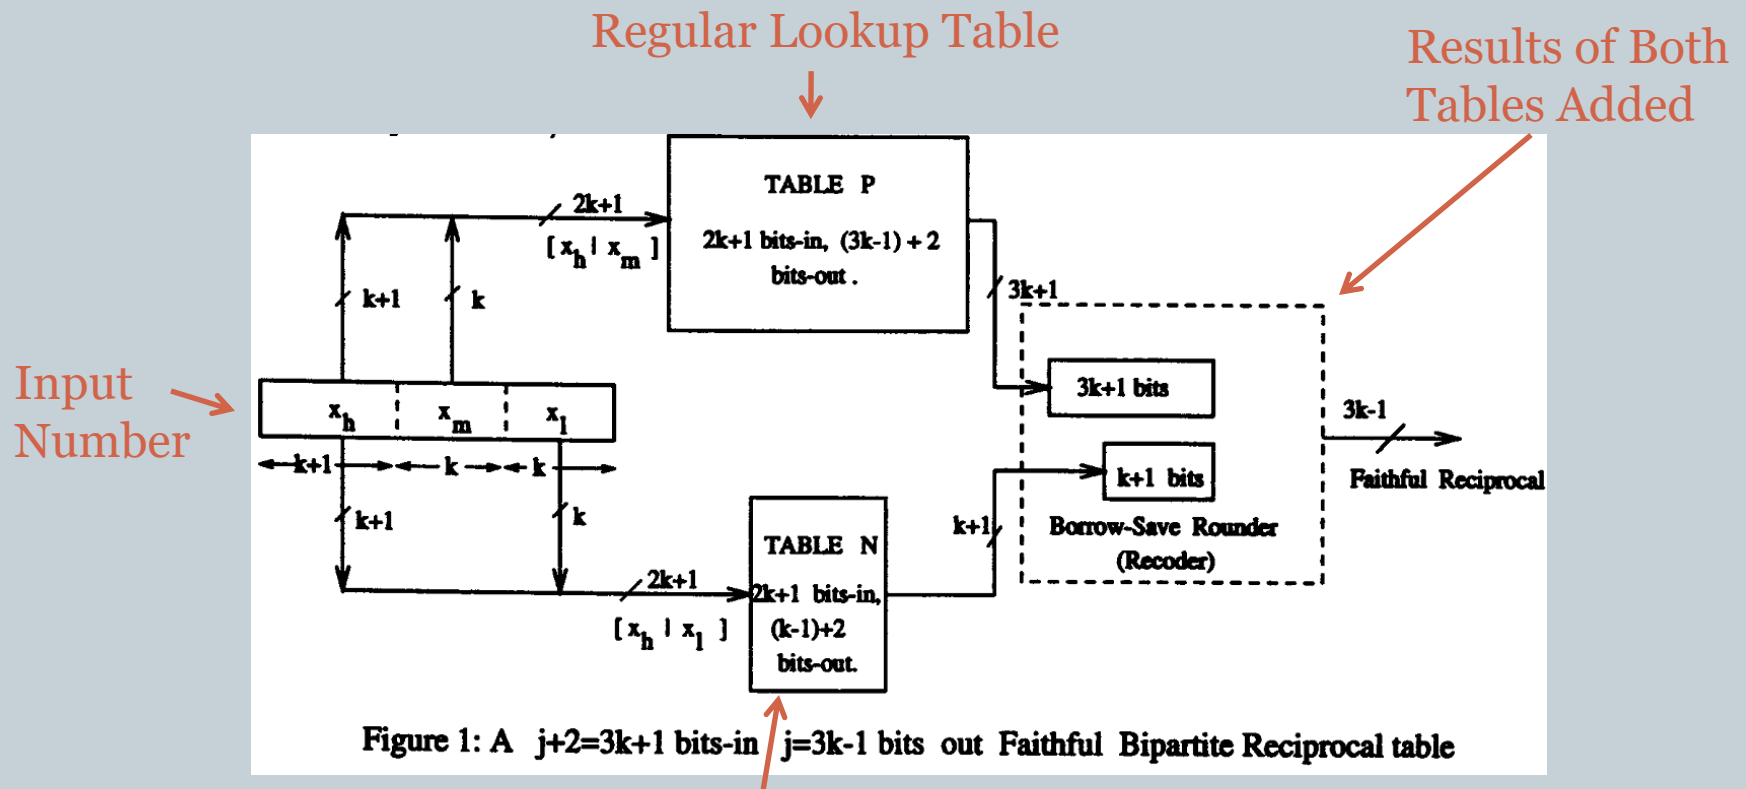 Regular Lookup Table
Results of Both
Tables Added
TABLE P
2k+1 bits-in, (3k-1) + 2
bits-out .
2k+1
[ x_h | x_m ]
k+1
k
3k+1
Input
Number
x_h
x_m
x_l
k+1
k
k
3k+1 bits
3k-1
k+1 bits
Faithful Reciprocal
Borrow-Save Rounder
(Recoder)
k+1
k
k+1
TABLE N
2k+1 bits-in,
(k-1)+2
bits-out.
2k+1
[ x_h | x_l ]
Figure 1: A j+2=3k+1 bits-in j=3k-1 bits out Faithful Bipartite Reciprocal table